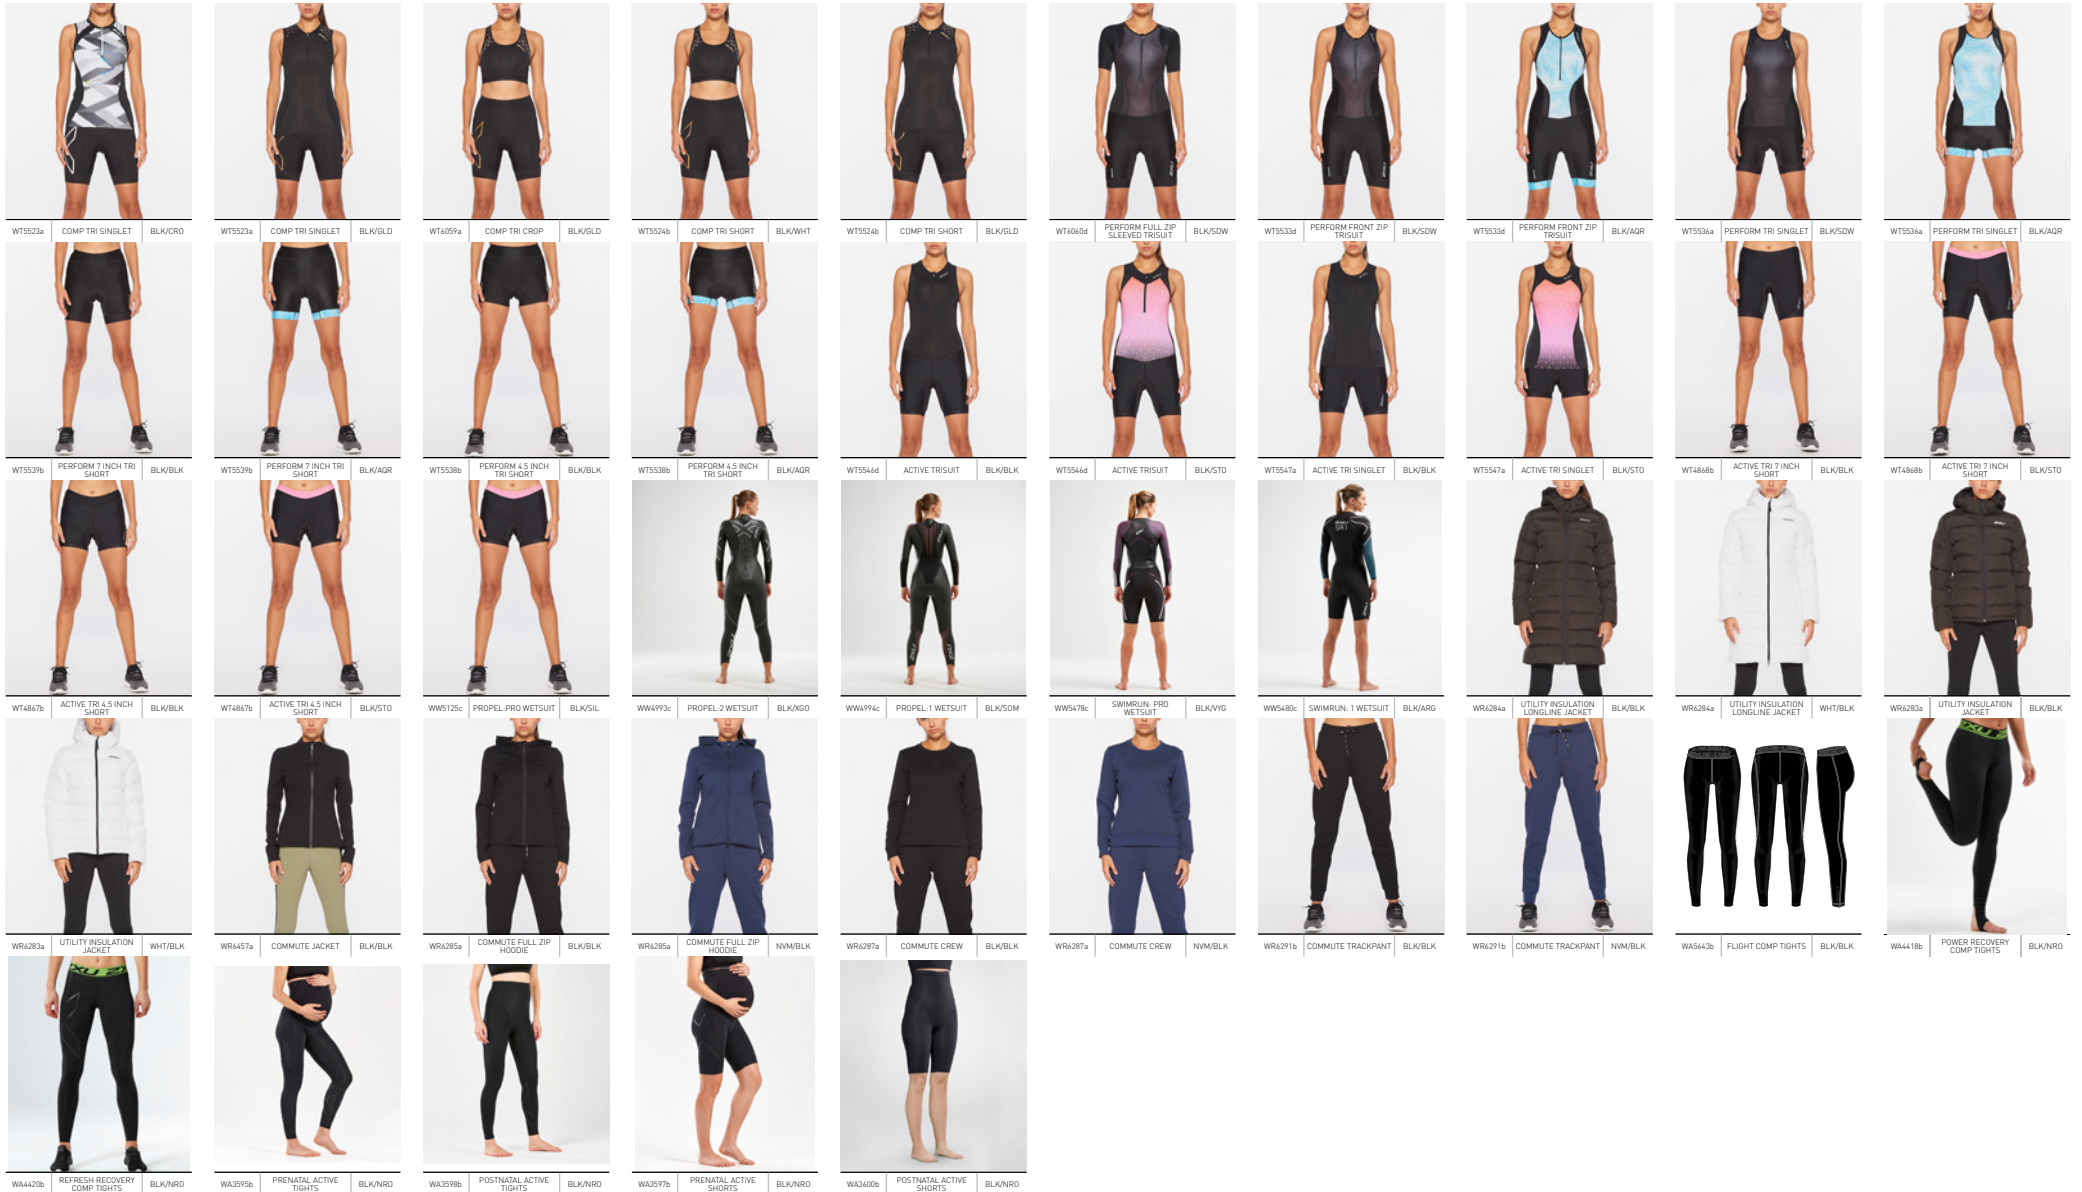 WT5523a COMP TRI SINGLET BLK/CRO
WT5523a COMP TRI SINGLET BLK/GLD
WT6059a COMP TRI CROP BLK/GLD
WT5524b COMP TRI SHORT BLK/WHT
WT5524b COMP TRI SHORT BLK/GLD
WT6060d PERFORM FULL ZIP
SLEEVED TRISUIT BLK/SDW
WT5533d PERFORM FRONT ZIP
TRISUIT BLK/SDW
WT5533d PERFORM FRONT ZIP
TRISUIT BLK/AQR
WT5536a PERFORM TRI SINGLET BLK/SDW
WT5536a PERFORM TRI SINGLET BLK/AQR
WT5539b PERFORM 7 INCH TRI
SHORT BLK/BLK
WT5539b PERFORM 7 INCH TRI
SHORT BLK/AQR
WT5538b PERFORM 4.5 INCH
TRI SHORT BLK/BLK
WT5538b PERFORM 4.5 INCH
TRI SHORT BLK/AQR
WT5546d ACTIVE TRISUIT BLK/BLK
WT5546d ACTIVE TRISUIT BLK/STO
WT5547a ACTIVE TRI SINGLET BLK/BLK
WT5547a ACTIVE TRI SINGLET BLK/STO
WT4868b ACTIVE TRI 7 INCH
SHORT BLK/BLK
WT4868b ACTIVE TRI 7 INCH
SHORT BLK/STO
WT4867b ACTIVE TRI 4.5 INCH
SHORT BLK/BLK
WT4867b ACTIVE TRI 4.5 INCH
SHORT BLK/STO
WW5125c PROPEL:PRO WETSUIT BLK/SIL
WW4993c PROPEL:2 WETSUIT BLK/XGO
WW4994c PROPEL:1 WETSUIT BLK/SOM
WW5478c SWIMRUN: PRO
WETSUIT BLK/VYG
WW5480c SWIMRUN: 1 WETSUIT BLK/ARG
WR6284a UTILITY INSULATION
LONGLINE JACKET BLK/BLK
WR6284a UTILITY INSULATION
LONGLINE JACKET WHT/BLK
WR6283a UTILITY INSULATION
JACKET BLK/BLK
WR6283a UTILITY INSULATION
JACKET WHT/BLK
WR6457a COMMUTE JACKET BLK/BLK
WR6285a COMMUTE FULL ZIP
HOODIE BLK/BLK
WR6285a COMMUTE FULL ZIP
HOODIE NVM/BLK
WR6287a COMMUTE CREW BLK/BLK
WR6287a COMMUTE CREW NVM/BLK
WR6291b COMMUTE TRACKPANT BLK/BLK
WR6291b COMMUTE TRACKPANT NVM/BLK
WA5643b FLIGHT COMP TIGHTS BLK/BLK
WA4418b POWER RECOVERY
COMP TIGHTS BLK/NRO
WA4420b REFRESH RECOVERY
COMP TIGHTS BLK/NRO
WA3595b PRENATAL ACTIVE
TIGHTS BLK/NRO
WA3598b POSTNATAL ACTIVE
TIGHTS BLK/NRO
WA3597b PRENATAL ACTIVE
SHORTS BLK/NRO
WA3600b POSTNATAL ACTIVE
SHORTS BLK/NRO